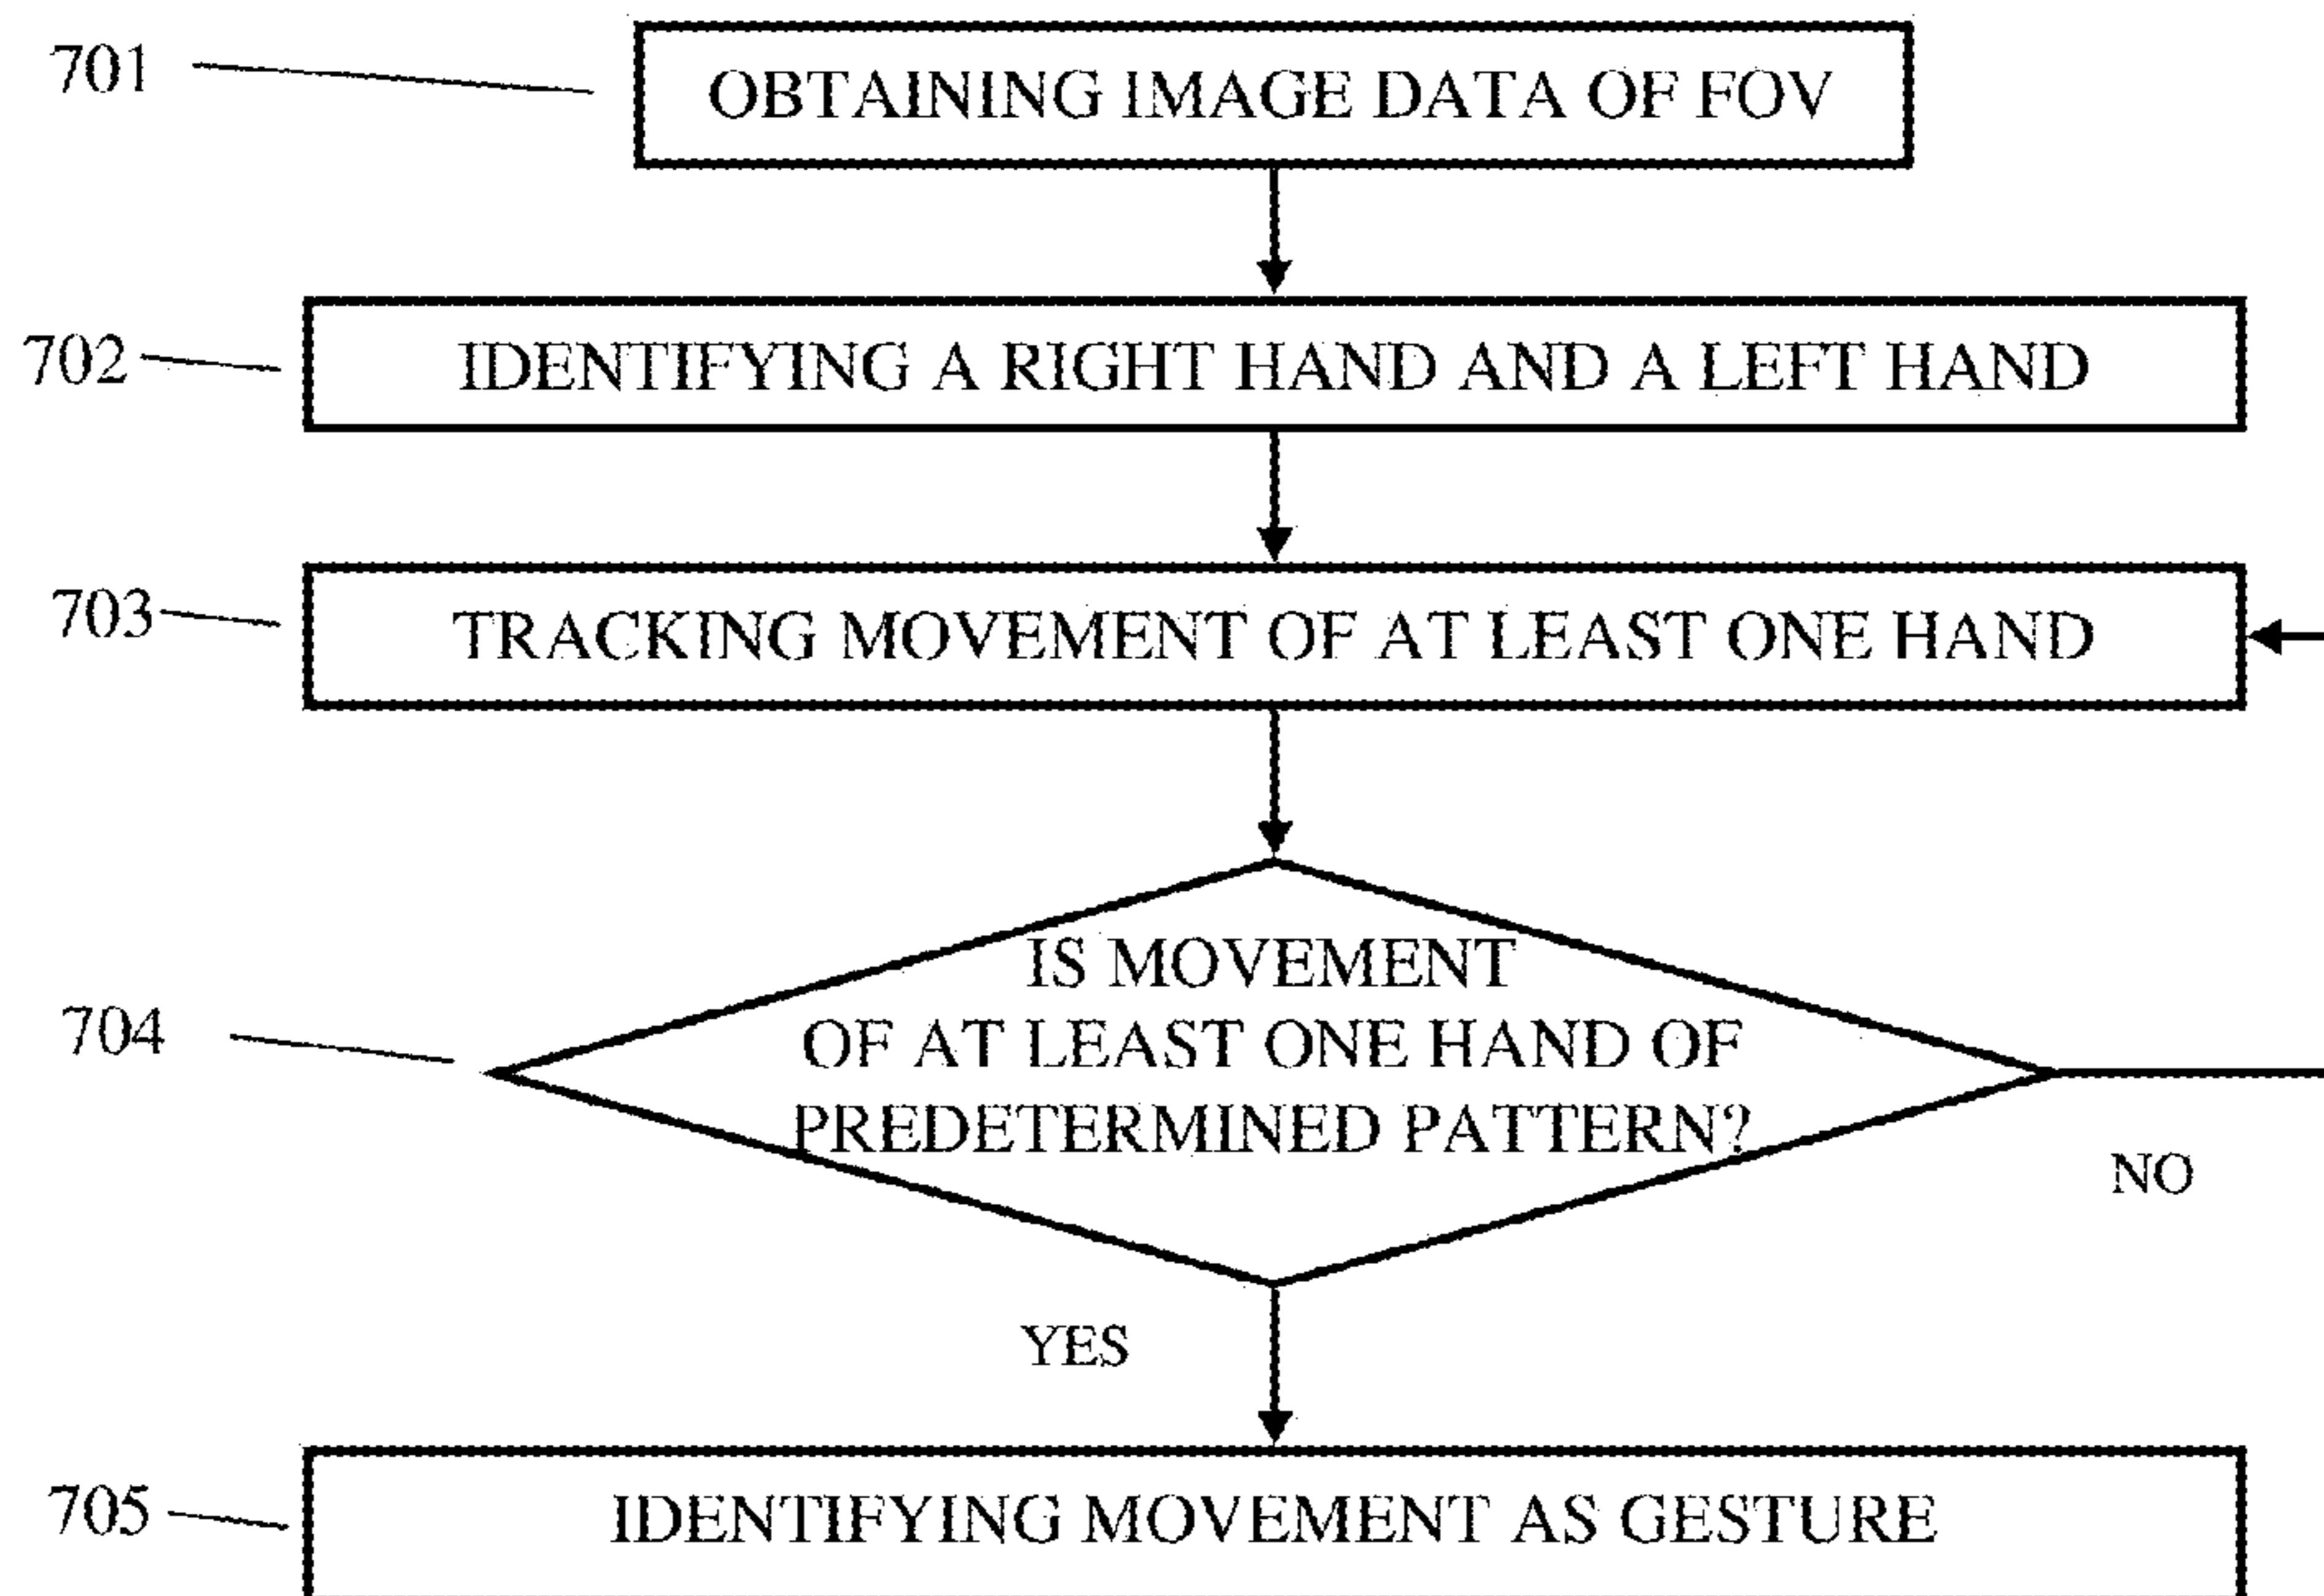 701
OBTAINING IMAGE DATA OF FOV
702
IDENTIFYING A RIGHT HAND AND A LEFT HAND
703
TRACKING MOVEMENT OF AT LEAST ONE HAND
704
IS MOVEMENT
OF AT LEAST ONE HAND OF
PREDETERMINED PATTERN?
NO
YES
705
IDENTIFYING MOVEMENT AS GESTURE